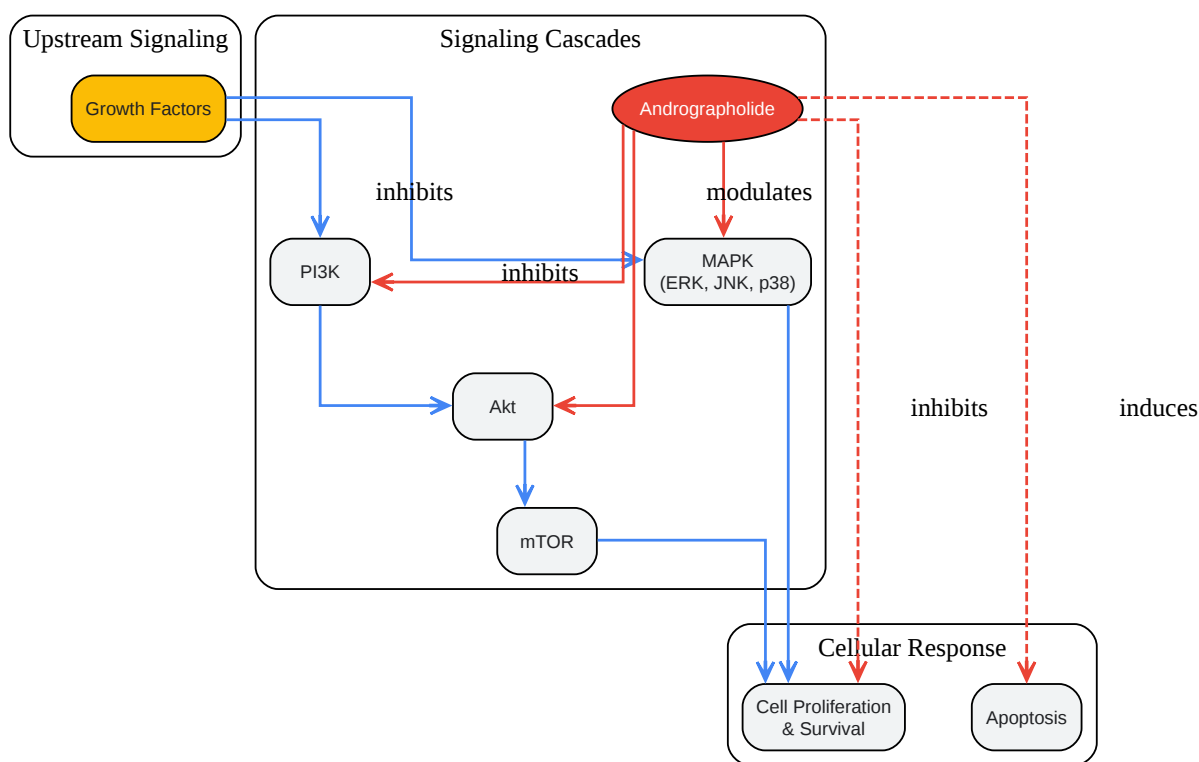 Upstream Signaling
Signaling Cascades
Growth Factors
Andrographolide
inhibits
modulates
PI3K
inhibits
MAPK
(ERK, JNK, p38)
Akt
inhibits
induces
mTOR
Cellular Response
Cell Proliferation
& Survival
Apoptosis